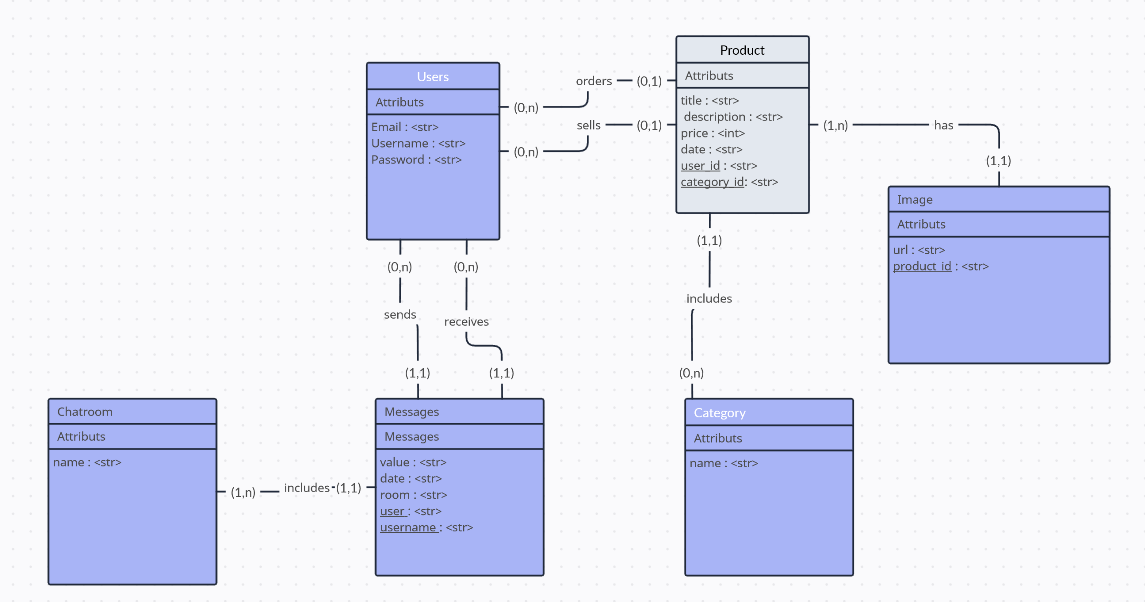 Users
Attributs
Email : <str>
Username : <str>
Password : <str>
(0,n)
orders
(0,1)
(0,n)
sells
(0,1)
Product
Attributs
title : <str>
description : <str>
price : <int>
date : <str>
user_id : <str>
category_id: <str>
(1,n)
has
(1,1)
Image
Attributs
url : <str>
product_id : <str>
(0,n)
sends
(1,1)
(0,n)
receives
(1,1)
(1,1)
includes
(0,n)
Chatroom
Attributs
name : <str>
(1,n)
includes
(1,1)
Messages
Messages
value : <str>
date : <str>
room : <str>
user : <str>
username : <str>
Category
Attributs
name : <str>